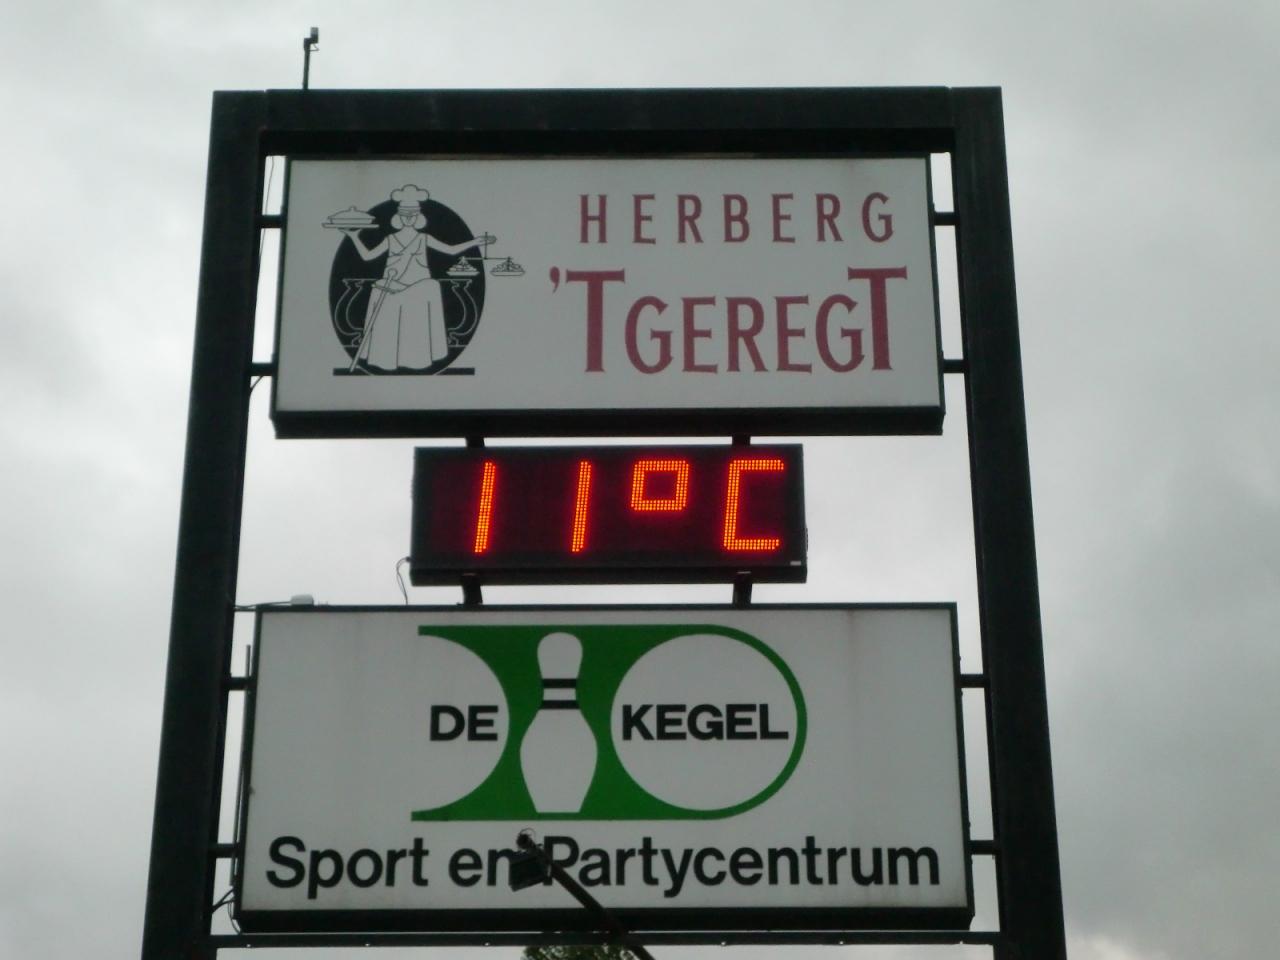 HERBERG
'TGEREGT
11°C
DE KEGEL
Sport en Partycentrum